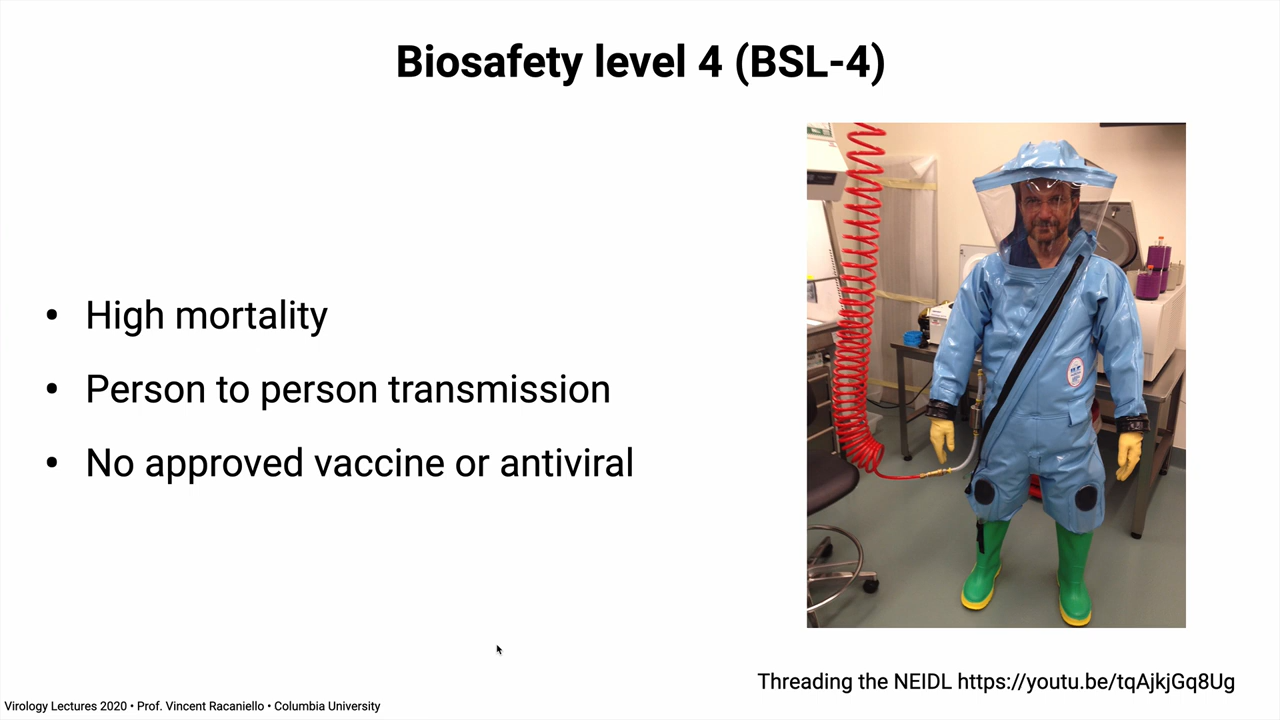 Biosafety level 4 (BSL-4)
• High mortality
• Person to person transmission
• No approved vaccine or antiviral
Threading the NEIDL https://youtu.be/tqAjkjGq8Ug
Virology Lectures 2020 • Prof. Vincent Racaniello • Columbia University